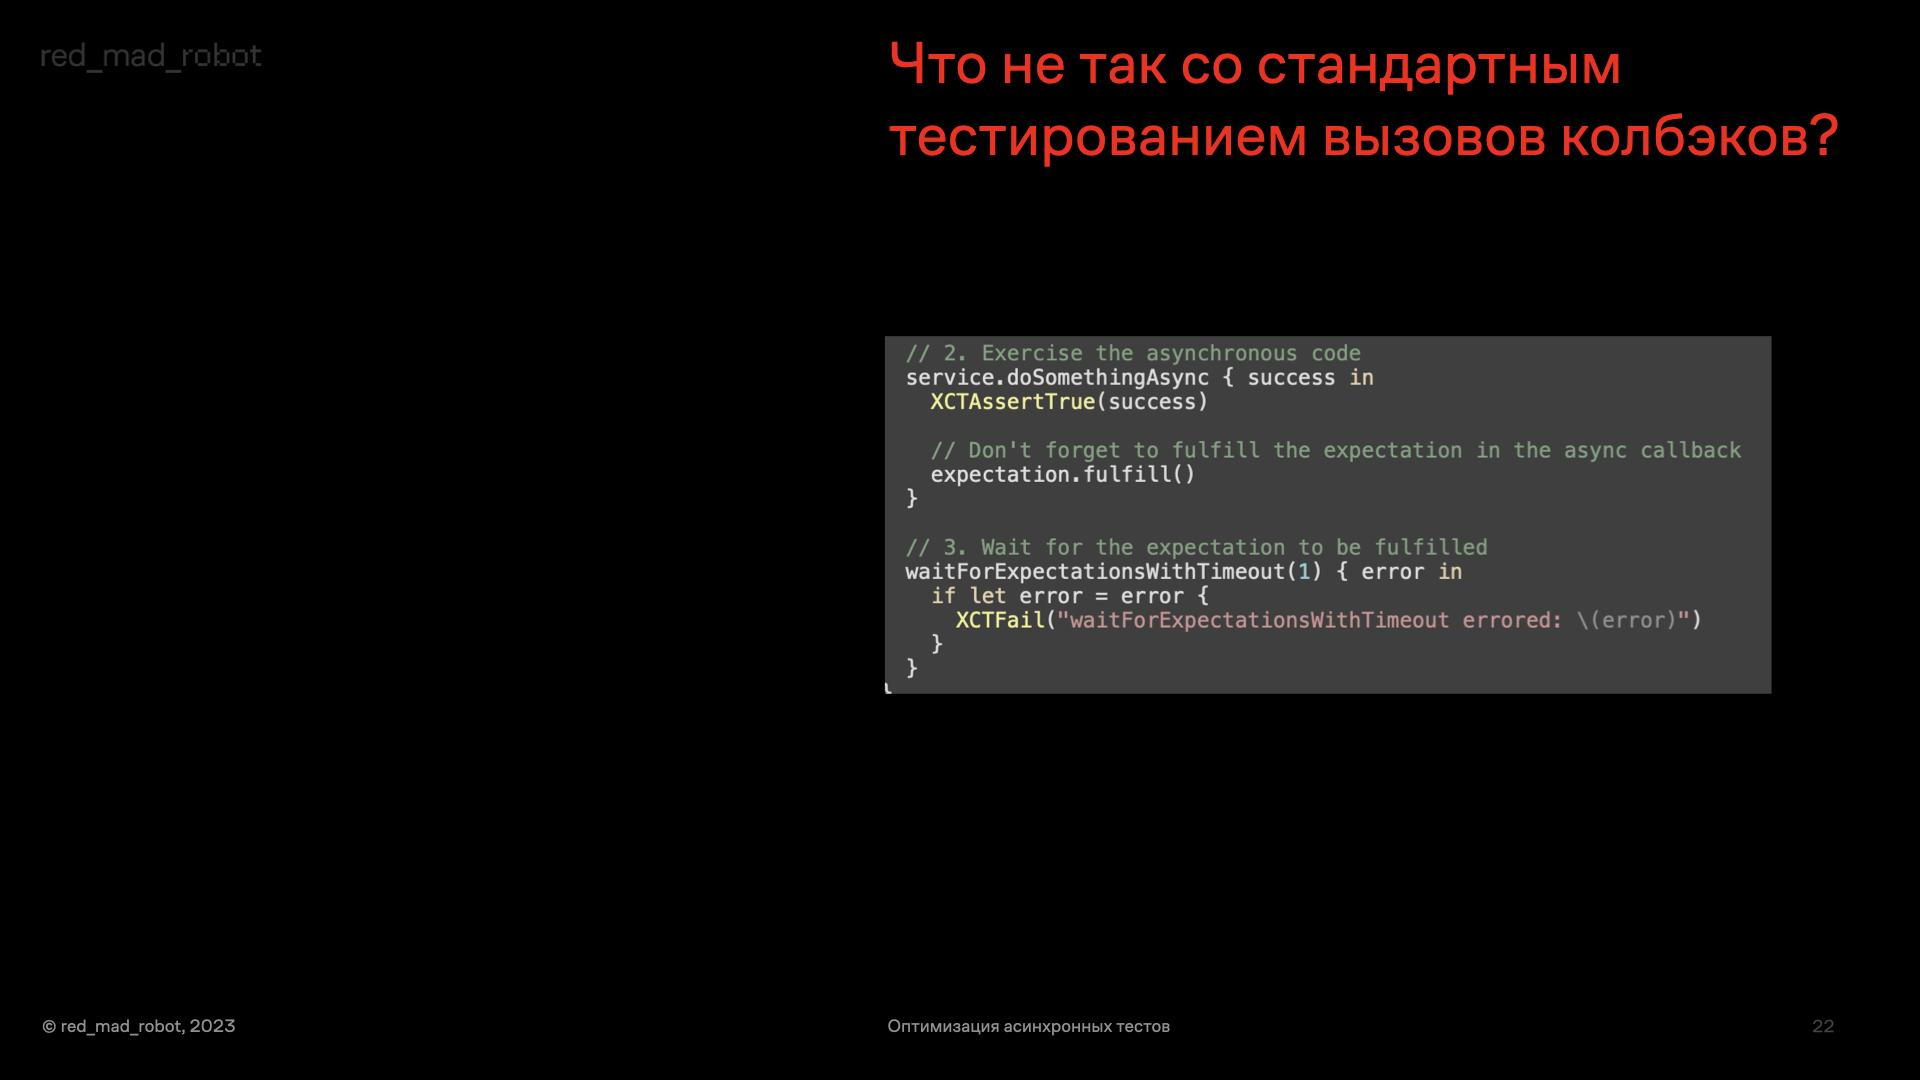 red_mad_robot
Что не так со стандартным
тестированием вызовов колбэков?
// 2. Exercise the asynchronous code
service.doSomethingAsync { success in
XCTAssertTrue(success)
// Don't forget to fulfill the expectation in the async callback
expectation.fulfill()
}
// 3. Wait for the expectation to be fulfilled
waitForExpectationsWithTimeout(1) { error in
if let error = error {
XCTFail("waitForExpectationsWithTimeout errored: \(error)")
}
}
© red_mad_robot, 2023
Оптимизация асинхронных тестов
22